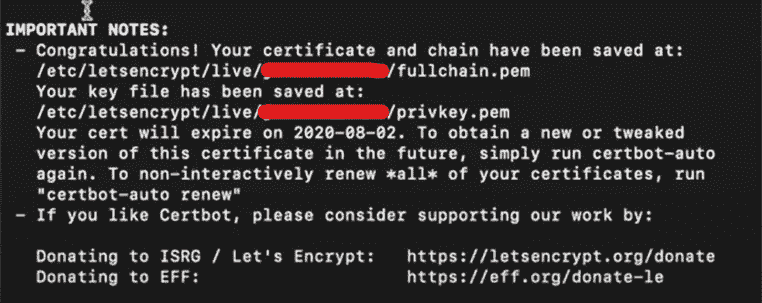 IMPORTANT NOTES:
- Congratulations! Your certificate and chain have been saved at:
/etc/letsencrypt/live/ /fullchain.pem
Your key file has been saved at:
/etc/letsencrypt/live/ /privkey.pem
Your cert will expire on 2020-08-02. To obtain a new or tweaked
version of this certificate in the future, simply run certbot-auto
again. To non-interactively renew *all* of your certificates, run
"certbot-auto renew"
- If you like Certbot, please consider supporting our work by:
Donating to ISRG / Let's Encrypt:   https://letsencrypt.org/donate
Donating to EFF:                    https://eff.org/donate-le